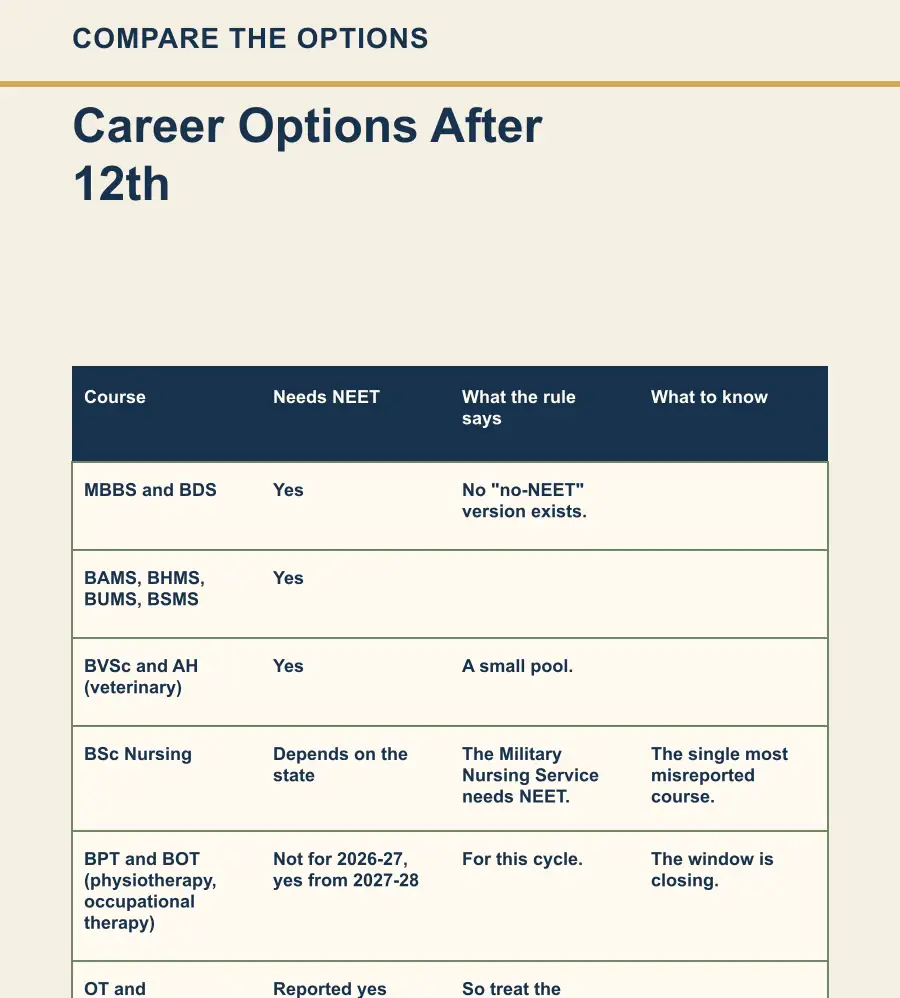 COMPARE THE OPTIONS
Career Options After
12th
Course
Needs NEET
What the rule
says
What to know
MBBS and BDS
Yes
No "no-NEET"
version exists.
BAMS, BHMS,
BUMS, BSMS
Yes
BVSc and AH
(veterinary)
Yes
A small pool.
BSc Nursing
Depends on the
state
The Military
Nursing Service
needs NEET.
The single most
misreported
course.
BPT and BOT
(physiotherapy,
occupational
therapy)
Not for 2026-27,
yes from 2027-28
For this cycle.
The window is
closing.
OT and
Reported yes
So treat the